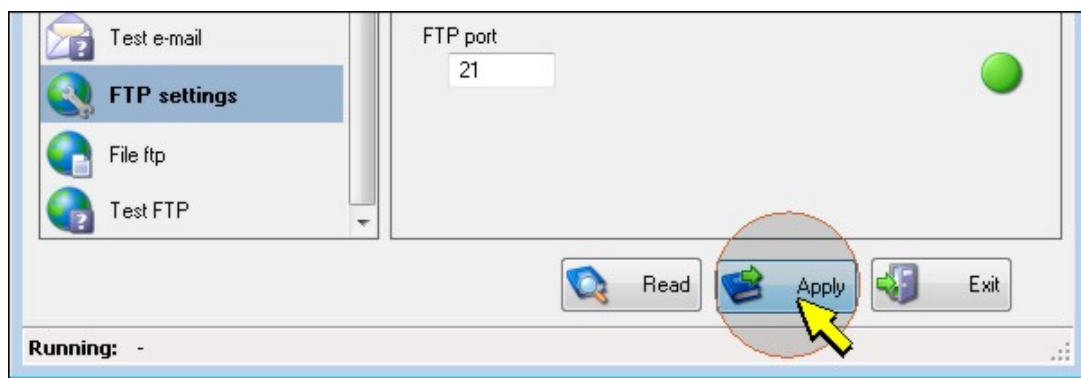 Test e-mail
FTP settings
File ftp
Test FTP
FTP port
21
Read
Apply
Exit
Running: -